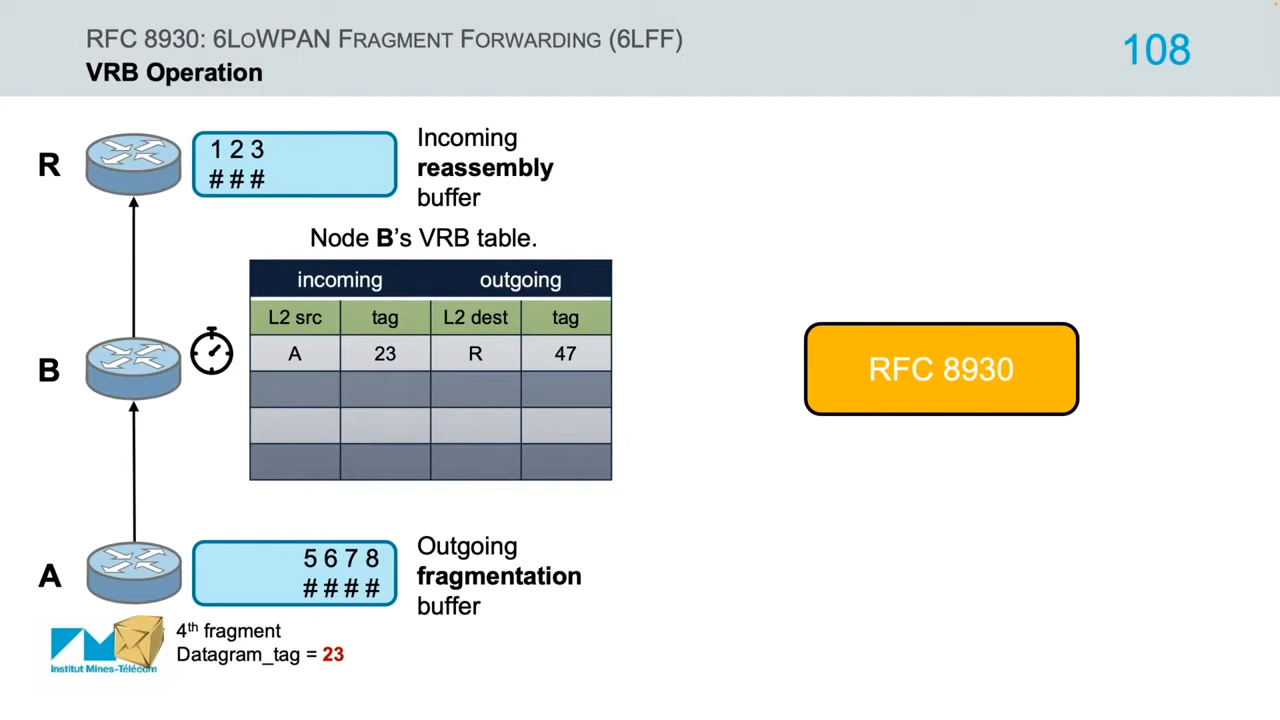 RFC 8930: 6LoWPAN Fragment Forwarding (6LFF)
VRB Operation
108
R
1 2 3
# # #
Incoming
reassembly
buffer
Node B's VRB table.
incoming outgoing
L2 src tag L2 dest tag
A 23 R 47
B
RFC 8930
A
5 6 7 8
# # # #
Outgoing
fragmentation
buffer
4th fragment
Datagram_tag = 23
Institut Mines-Télécom